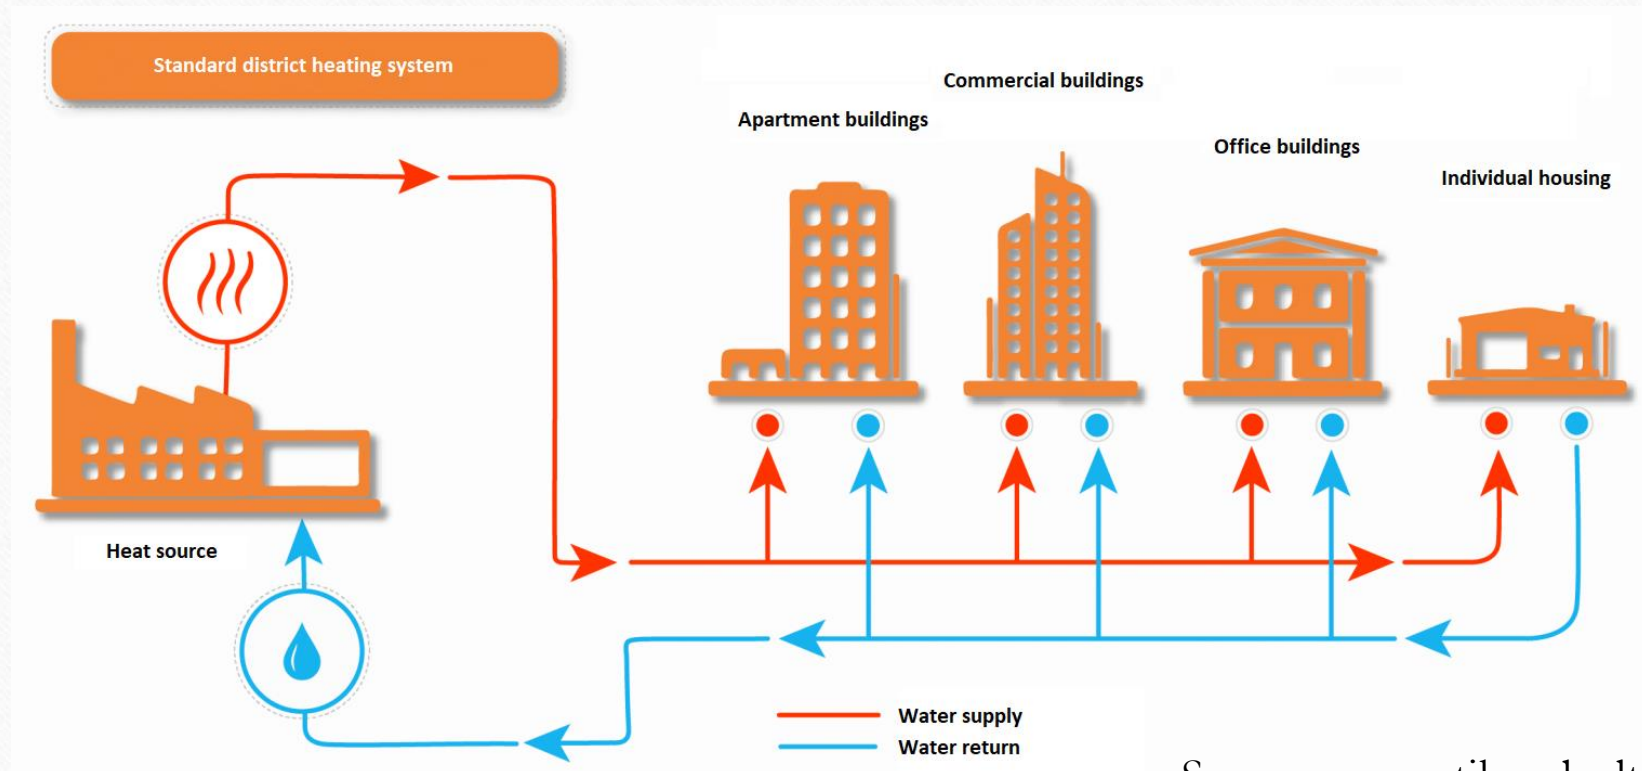 Standard district heating system
Commercial buildings
Apartment buildings
Office buildings
Individual housing
Heat source
Water supply
Water return